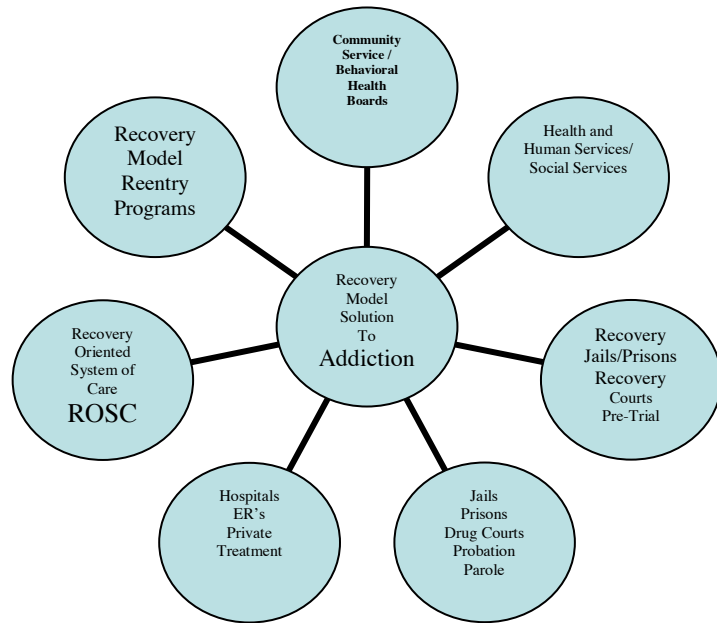 Community
Service /
Behavioral
Health
Boards
Health and
Human Services/
Social Services
Recovery
Jails/Prisons
Recovery
Courts
Pre-Trial
Jails
Prisons
Drug Courts
Probation
Parole
Hospitals
ER's
Private
Treatment
Recovery
Oriented
System of
Care
ROSC
Recovery
Model
Reentry
Programs
Recovery
Model
Solution
To
Addiction